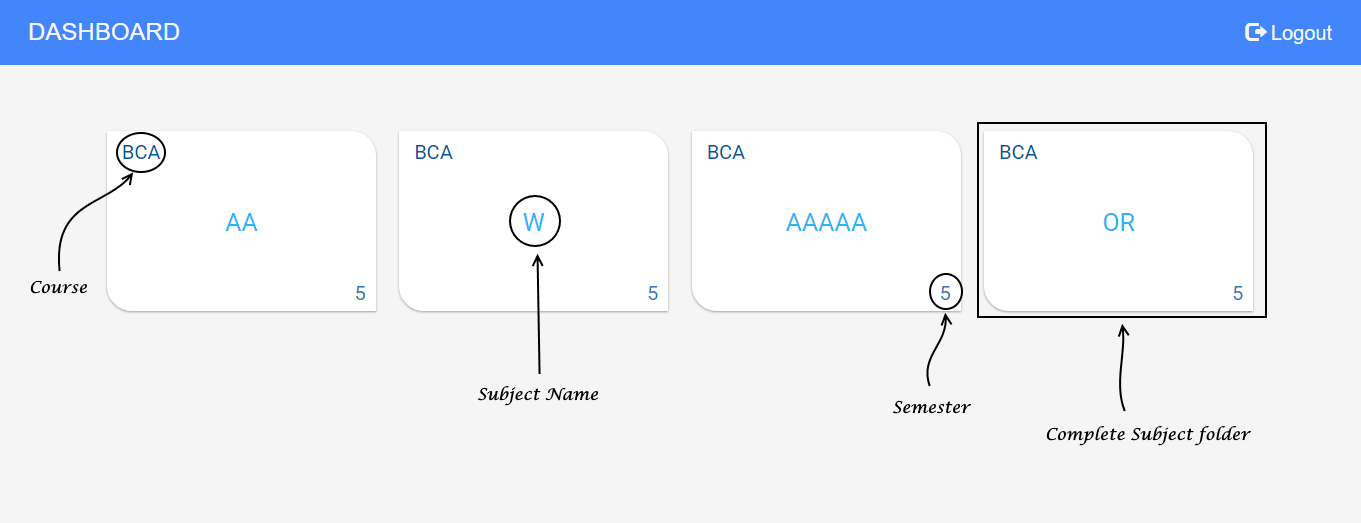 DASHBOARD
Logout
BCA
BCA
BCA
BCA
AA
W
AAAAA
OR
5
5
5
5
Course
Subject Name
Semester
Complete Subject folder